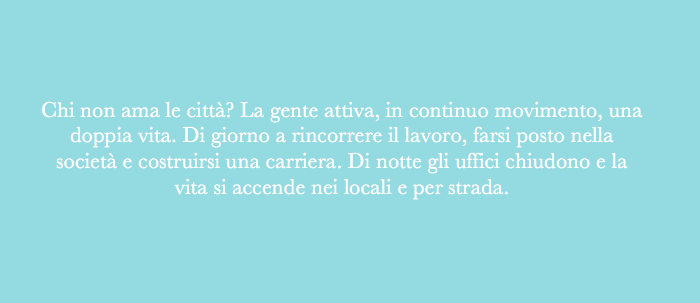 Chi non ama le città? La gente attiva, in continuo movimento, una
doppia vita. Di giorno a rincorrere il lavoro, farsi posto nella
società e costruirsi una carriera. Di notte gli uffici chiudono e la
vita si accende nei locali e per strada.